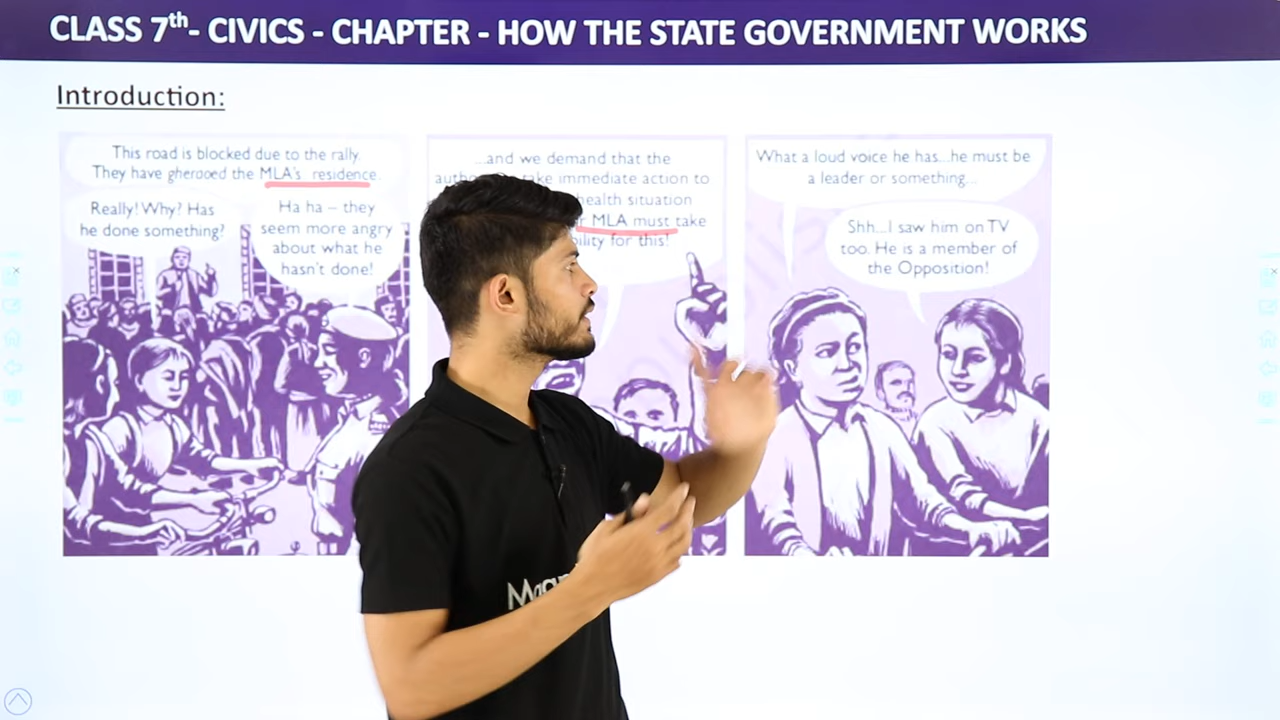 CLASS 7th- CIVICS - CHAPTER - HOW THE STATE GOVERNMENT WORKS
Introduction:
This road is blocked due to the rally.
They have gheraoed the MLA's residence.
Really! Why? Has
he done something?
Ha ha – they
seem more angry
about what he
hasn't done!
...and we demand that the
take immediate action to
health situation
MLA must take
for this!
What a loud voice he has...he must be
a leader or something...
Shh...I saw him on TV
too. He is a member of
the Opposition!